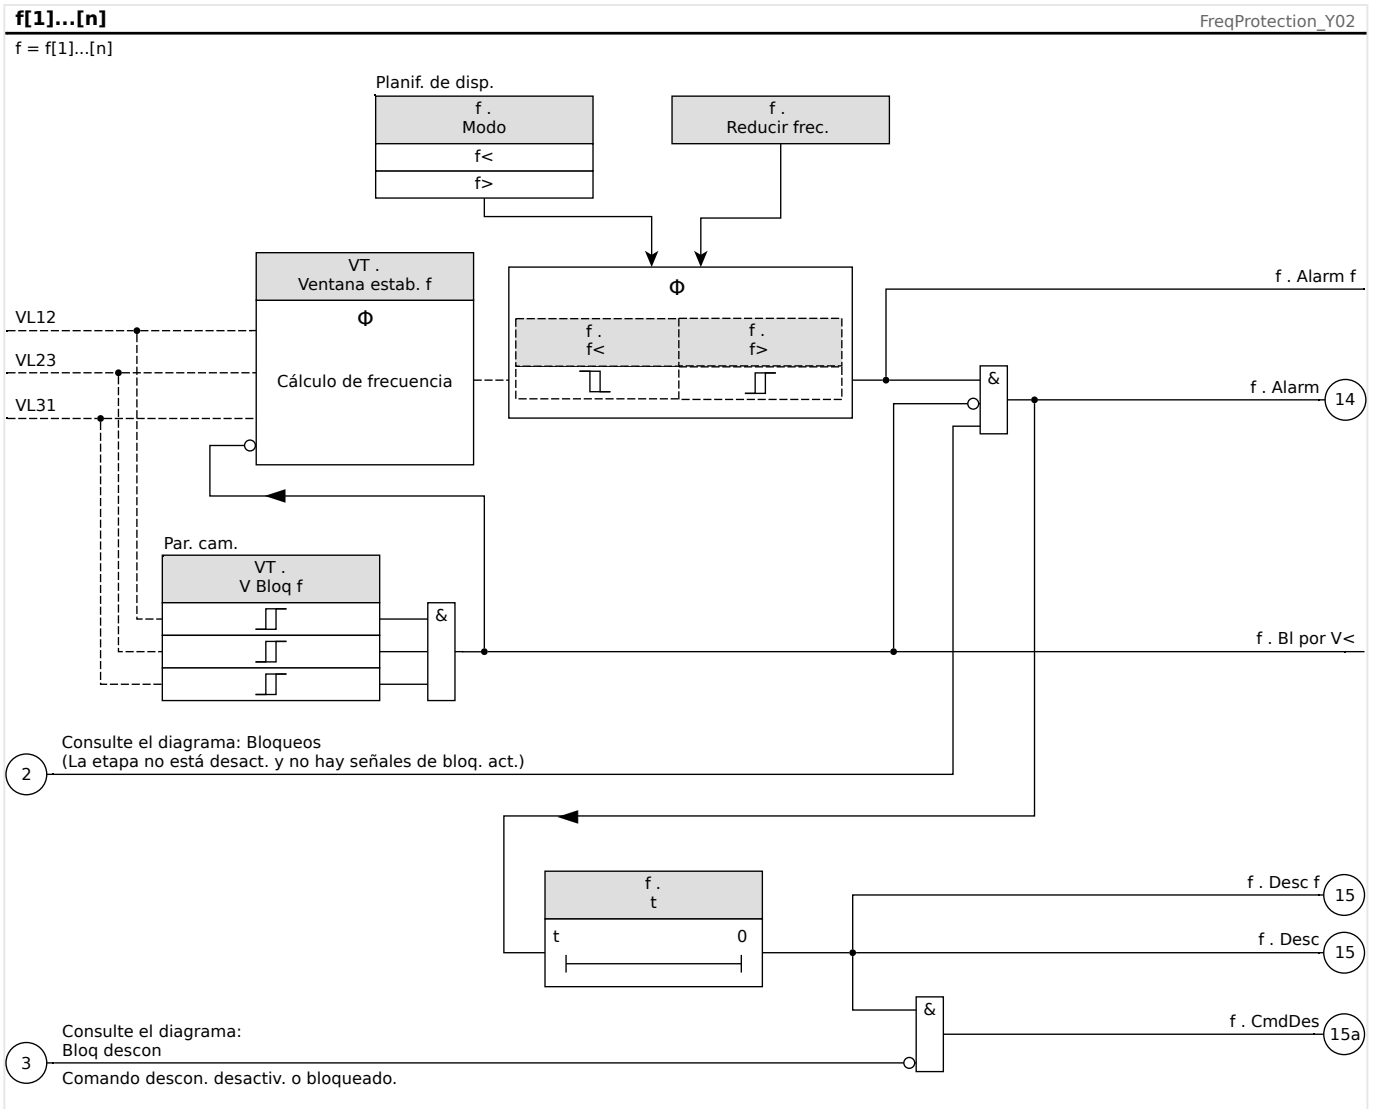 f[1]...[n]
FreqProtection_Y02
f = f[1]...[n]
Planif. de disp.
f .
Modo
f<
f>
f .
Reducir frec.
VT .
Ventana estab. f
Φ
Cálculo de frecuencia
VL12
VL23
VL31
Φ
f .
f<
f .
f>
f . Alarm f
&
f . Alarm
14
Par. cam.
VT .
V Bloq f
&
f . Bl por V<
Consulte el diagrama: Bloqueos
(La etapa no está desact. y no hay señales de bloq. act.)
2
f .
t
t
0
f . Desc f
15
f . Desc
15
&
f . CmdDes
15a
Consulte el diagrama:
Bloq descon
3
Comando descon. desactiv. o bloqueado.